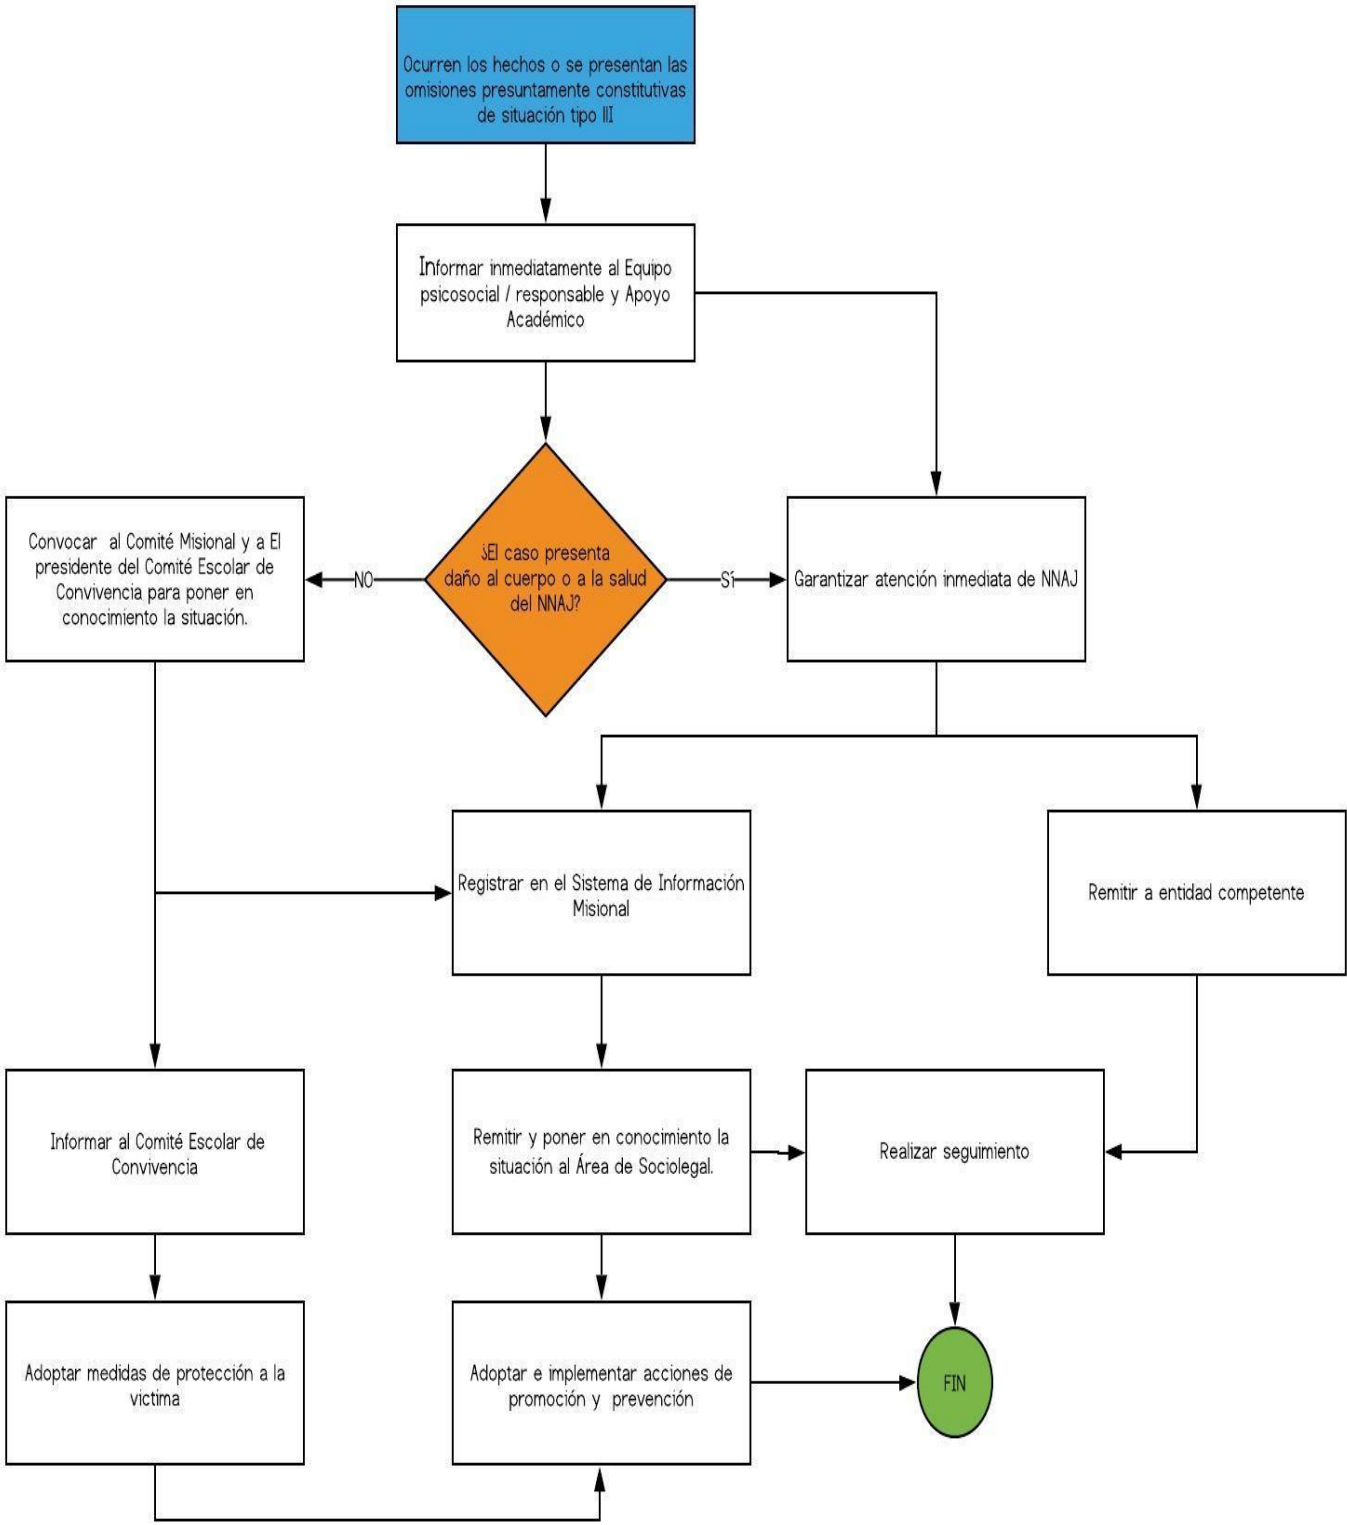 Ocurren los hechos o se presentan las
omisiones presuntamente constitutivas
de situación tipo III
Informar inmediatamente al Equipo
psicosocial / responsable y Apoyo
Académico
Convocar al Comité Misional y a El
presidente del Comité Escolar de
Convivencia para poner en
conocimiento la situación.
NO
¿El caso presenta
daño al cuerpo o a la salud
del NNAJ?
Sí
Garantizar atención inmediata de NNAJ
Registrar en el Sistema de Información
Misional
Remitir a entidad competente
Informar al Comité Escolar de
Convivencia
Remitir y poner en conocimiento la
situación al Área de Sociolegal.
Realizar seguimiento
Adoptar medidas de protección a la
victima
Adoptar e implementar acciones de
promoción y prevención
FIN